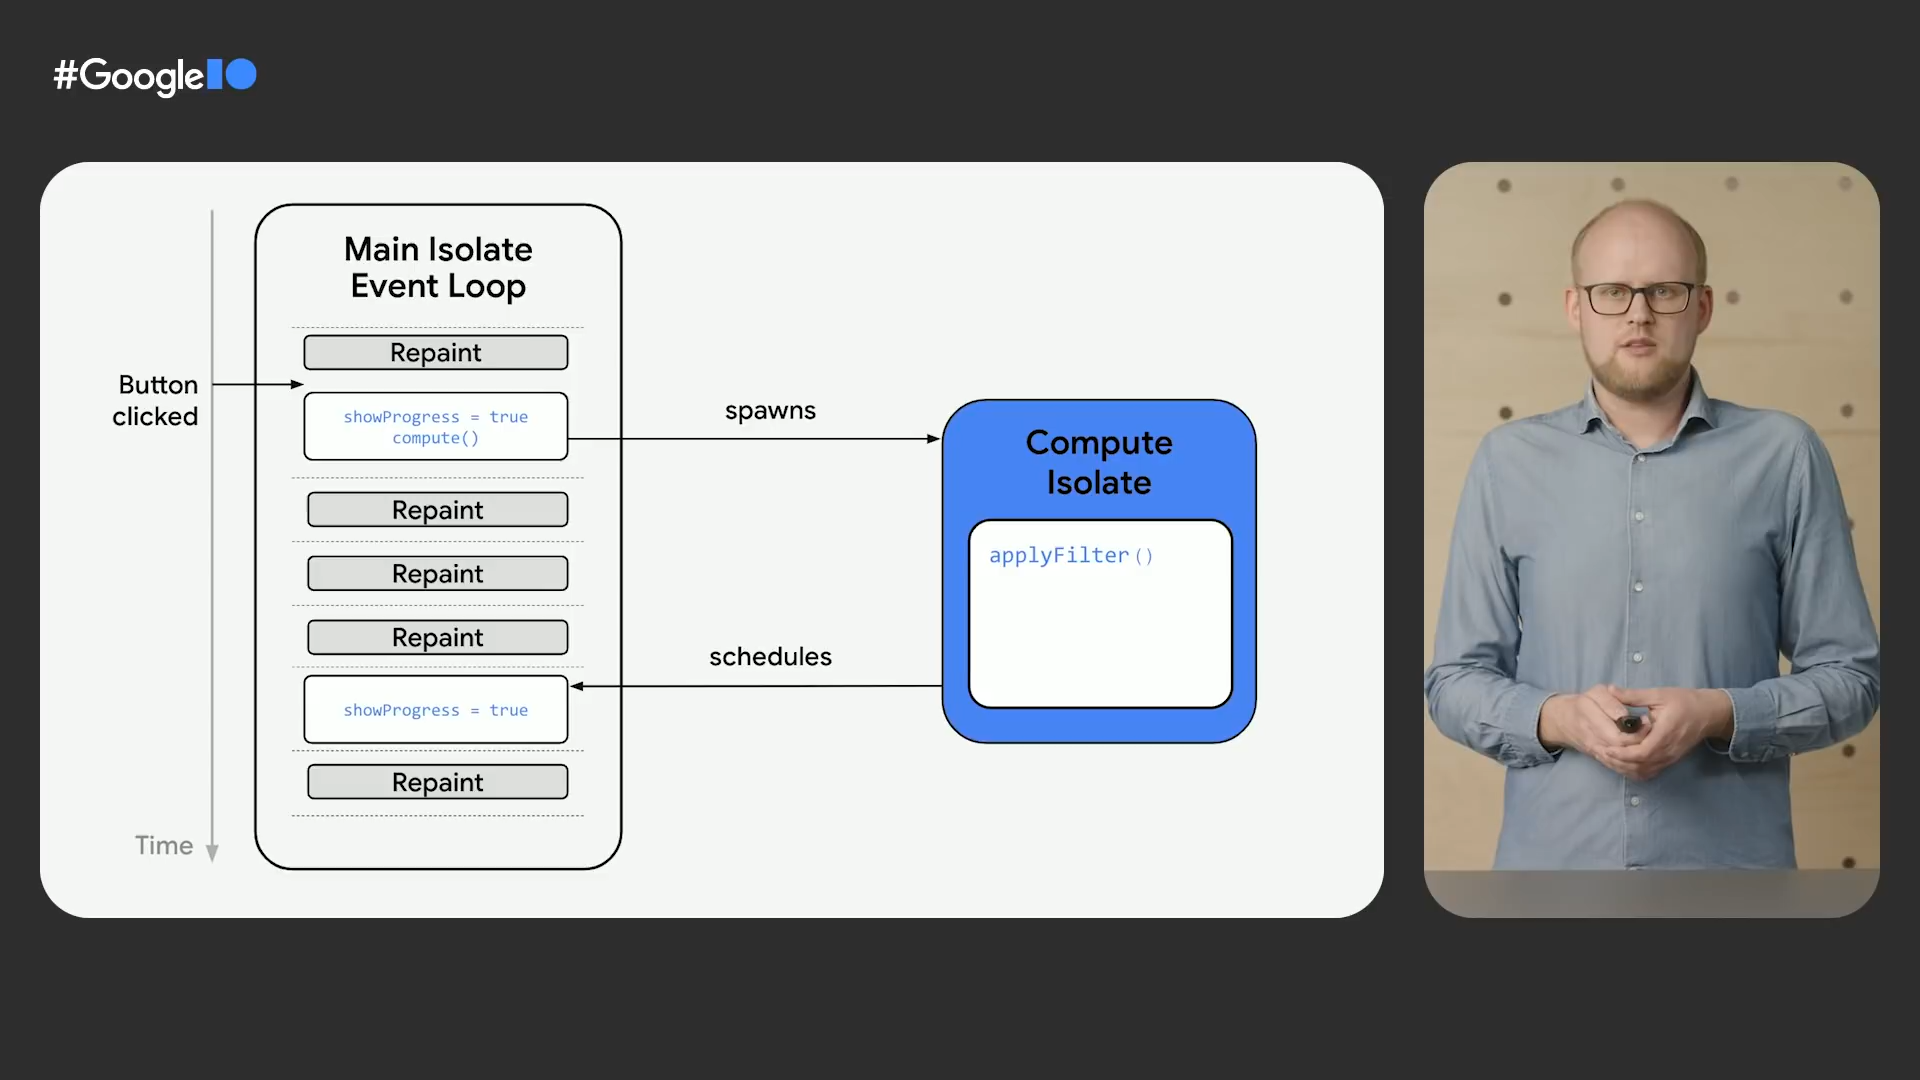 #GoogleIO
Main Isolate
Event Loop
Repaint
Button
clicked
showProgress = true
compute()
spawns
Compute
Isolate
Repaint
applyFilter()
Repaint
Repaint
schedules
showProgress = true
Repaint
Time